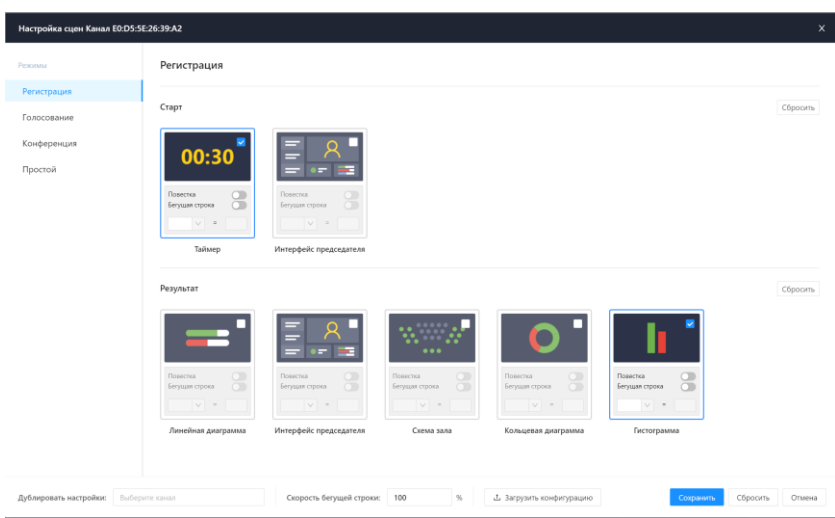 Настройка сцен Канал E0:D5:5E:26:39:A2
Режимы
Регистрация
Голосование
Конференция
Простой
Регистрация
Старт
Сбросить
00:30
Повестка
Бегущая строка
=
Таймер
Повестка
Бегущая строка
=
Интерфейс председателя
Результат
Сбросить
Повестка
Бегущая строка
=
Линейная диаграмма
Повестка
Бегущая строка
=
Интерфейс председателя
Повестка
Бегущая строка
=
Схема зала
Повестка
Бегущая строка
=
Кольцевая диаграмма
Повестка
Бегущая строка
=
Гистограмма
Дублировать настройки: Выберите канал
Скорость бегущей строки: 100 %
Загрузить конфигурацию
Сохранить Сбросить Отмена